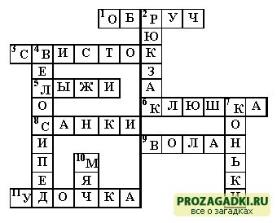 1ОБ2РУЧ
Ю
3С4ВИСТОК
Е З
5ЛЫЖИ А
О 6КЛЮШ7КА
8САНКИ О
И 9ВОЛАН
П 10М Ь
Е Я К
11УДОЧКА И
PROZAGADKI.RU
все о загадках